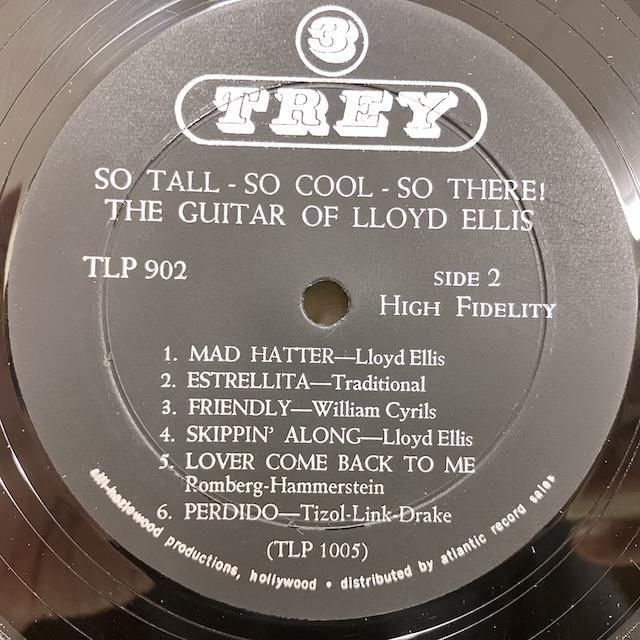 3
TREY
SO TALL - SO COOL - SO THERE!
THE GUITAR OF LLOYD ELLIS
TLP 902
SIDE 2
HIGH FIDELITY
1. MAD HATTER—Lloyd Ellis
2. ESTRELLITA—Traditional
3. FRIENDLY—William Cyrils
4. SKIPPIN' ALONG—Lloyd Ellis
5. LOVER COME BACK TO ME
Romberg-Hammerstein
6. PERDIDO—Tizol-Link-Drake
(TLP 1005)
sill-hazlewood productions, hollywood • distributed by atlantic record sales